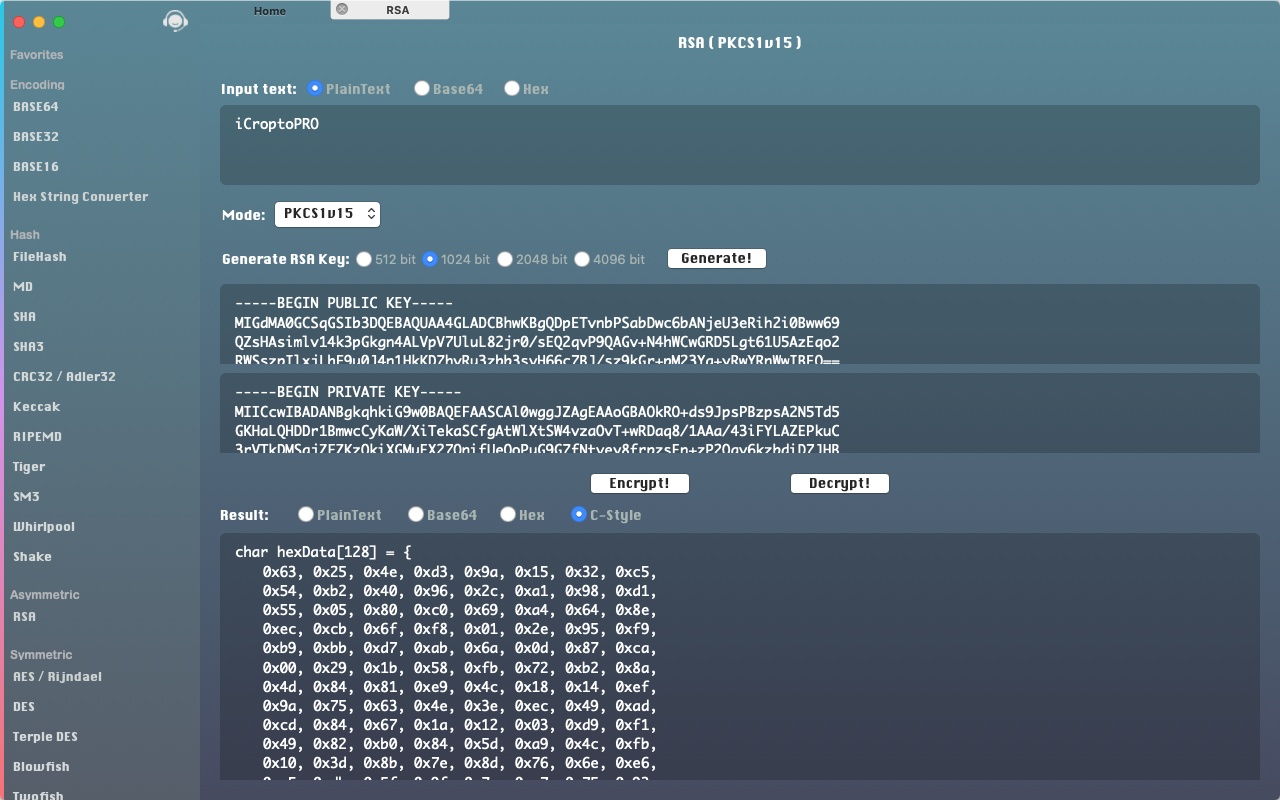 Home
RSA
Favorites
Encoding
BASE64
BASE32
BASE16
Hex String Converter
Hash
FileHash
MD
SHA
SHA3
CRC32 / Adler32
Keccak
RIPEMD
Tiger
SM3
Whirlpool
Shake
Asymmetric
RSA
Symmetric
AES / Rijndael
DES
Terple DES
Blowfish
Twofish
RSA ( PKCS1v15 )
Input text: PlainText Base64 Hex
iCroptoPRO
Mode: PKCS1v15
Generate RSA Key: 512 bit 1024 bit 2048 bit 4096 bit Generate!
-----BEGIN PUBLIC KEY-----
MIGdMA0GCSqGSIb3DQEBAQUAA4GLADCBhwKBgQDpETvnbPSabDwc6bANjeU3eRih2i0Bww69
QZsHAsimlv14k3pGkgn4ALVpV7UluL82jr0/sEQ2qvP9QAGv+N4hWCwGRD5Lgt61U5AzEqo2
-----BEGIN PRIVATE KEY-----
MIICcwIBADANBgkqhkiG9w0BAQEFAASCAl0wggJZAgEAAoGBAOkRO+ds9JpsPBzpsA2N5Td5
GKHaLQHDDr1BmwcCyKaW/XiTekaSCfgAtWlXtSW4vzaOvT+wRDaq8/1AAa/43iFYLAZEPkuC
Encrypt! Decrypt!
Result: PlainText Base64 Hex C-Style
char hexData[128] = {
0x63, 0x25, 0x4e, 0xd3, 0x9a, 0x15, 0x32, 0xc5,
0x54, 0xb2, 0x40, 0x96, 0x2c, 0xa1, 0x98, 0xd1,
0x55, 0x05, 0x80, 0xc0, 0x69, 0xa4, 0x64, 0x8e,
0xec, 0xcb, 0x6f, 0xf8, 0x01, 0x2e, 0x95, 0xf9,
0xb9, 0xbb, 0xd7, 0xab, 0x6a, 0x0d, 0x87, 0xca,
0x00, 0x29, 0x1b, 0x58, 0xfb, 0x72, 0xb2, 0x8a,
0x4d, 0x84, 0x81, 0xe9, 0x4c, 0x18, 0x14, 0xef,
0x9a, 0x75, 0x63, 0x4e, 0x3e, 0xec, 0x49, 0xad,
0xcd, 0x84, 0x67, 0x1a, 0x12, 0x03, 0xd9, 0xf1,
0x49, 0x82, 0xb0, 0x84, 0x5d, 0xa9, 0x4c, 0xfb,
0x10, 0x3d, 0x8b, 0x7e, 0x8d, 0x76, 0x6e, 0xe6,